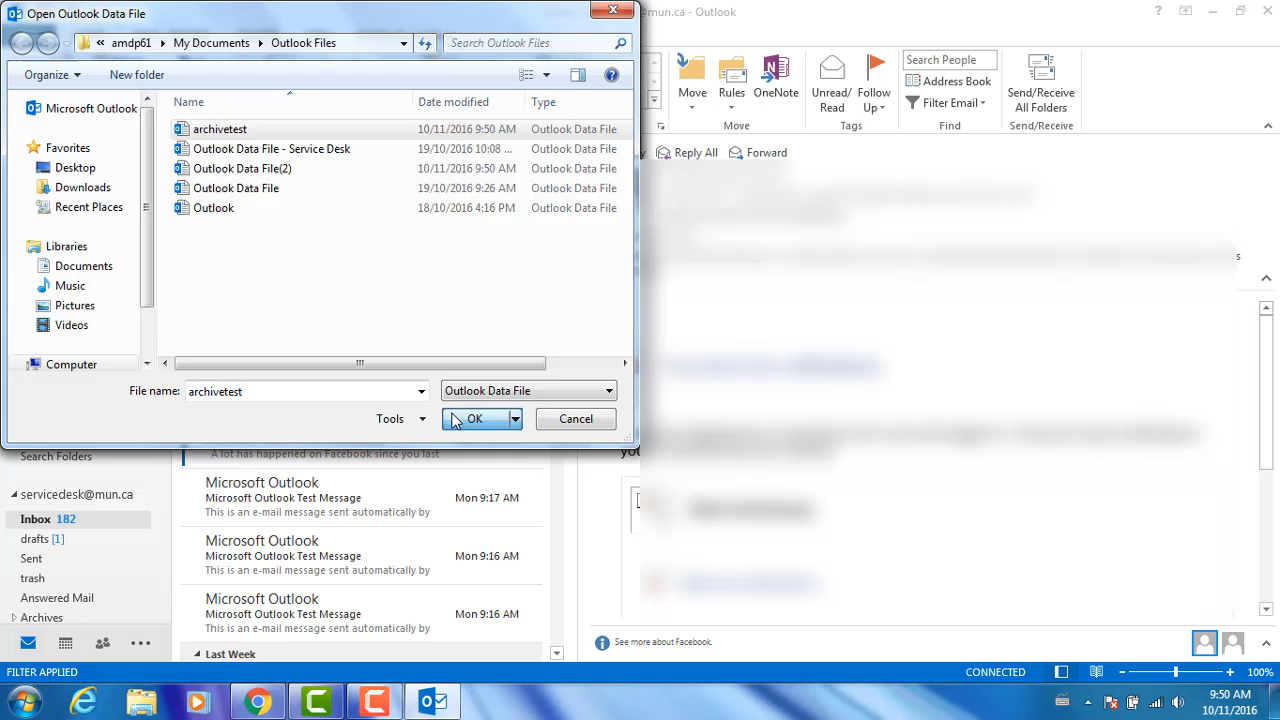 Open Outlook Data File
@mun.ca - Outlook
amdp61 My Documents Outlook Files
Search Outlook Files
Organize New folder
Microsoft Outlook
Favorites
Desktop
Downloads
Recent Places
Libraries
Documents
Music
Pictures
Videos
Computer
Name Date modified Type
archivetest 10/11/2016 9:50 AM Outlook Data File
Outlook Data File - Service Desk 19/10/2016 10:08 ... Outlook Data File
Outlook Data File(2) 10/11/2016 9:50 AM Outlook Data File
Outlook Data File 19/10/2016 9:26 AM Outlook Data File
Outlook 18/10/2016 4:16 PM Outlook Data File
File name: archivetest Outlook Data File
Tools OK Cancel
Move
Rules
OneNote
Move
Unread/
Read
Follow
Up
Tags
Search People
Address Book
Filter Email
Find
Send/Receive
All Folders
Send/Receive
Reply All Forward
Search Folders
servicedesk@mun.ca
Inbox 182
drafts [1]
Sent
trash
Answered Mail
Archives
A lot has happened on Facebook since you last
Microsoft Outlook
Microsoft Outlook Test Message Mon 9:17 AM
This is an e-mail message sent automatically by
Microsoft Outlook
Microsoft Outlook Test Message Mon 9:16 AM
This is an e-mail message sent automatically by
Microsoft Outlook
Microsoft Outlook Test Message Mon 9:16 AM
This is an e-mail message sent automatically by
Last Week
See more about Facebook.
FILTER APPLIED CONNECTED 100%
9:50 AM
10/11/2016